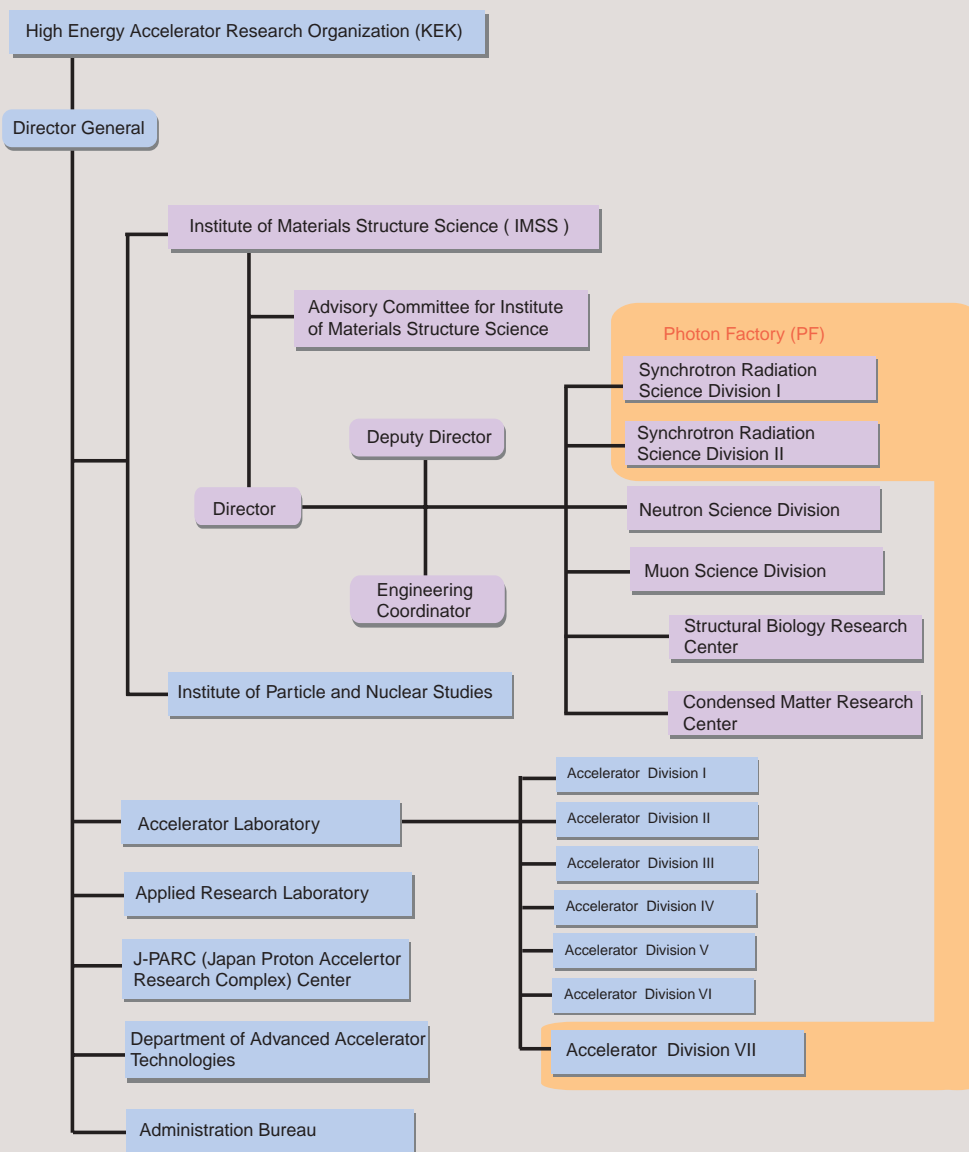 High Energy Accelerator Research Organization (KEK)
Director General
Institute of Materials Structure Science ( IMSS )
Advisory Committee for Institute
of Materials Structure Science
Photon Factory (PF)
Synchrotron Radiation
Science Division I
Synchrotron Radiation
Science Division II
Deputy Director
Director
Neutron Science Division
Muon Science Division
Engineering
Coordinator
Structural Biology Research
Center
Institute of Particle and Nuclear Studies
Condensed Matter Research
Center
Accelerator Division I
Accelerator Laboratory
Accelerator Division II
Accelerator Division III
Applied Research Laboratory
Accelerator Division IV
Accelerator Division V
J-PARC (Japan Proton Accelertor
Research Complex) Center
Accelerator Division VI
Department of Advanced Accelerator
Technologies
Accelerator Division VII
Administration Bureau